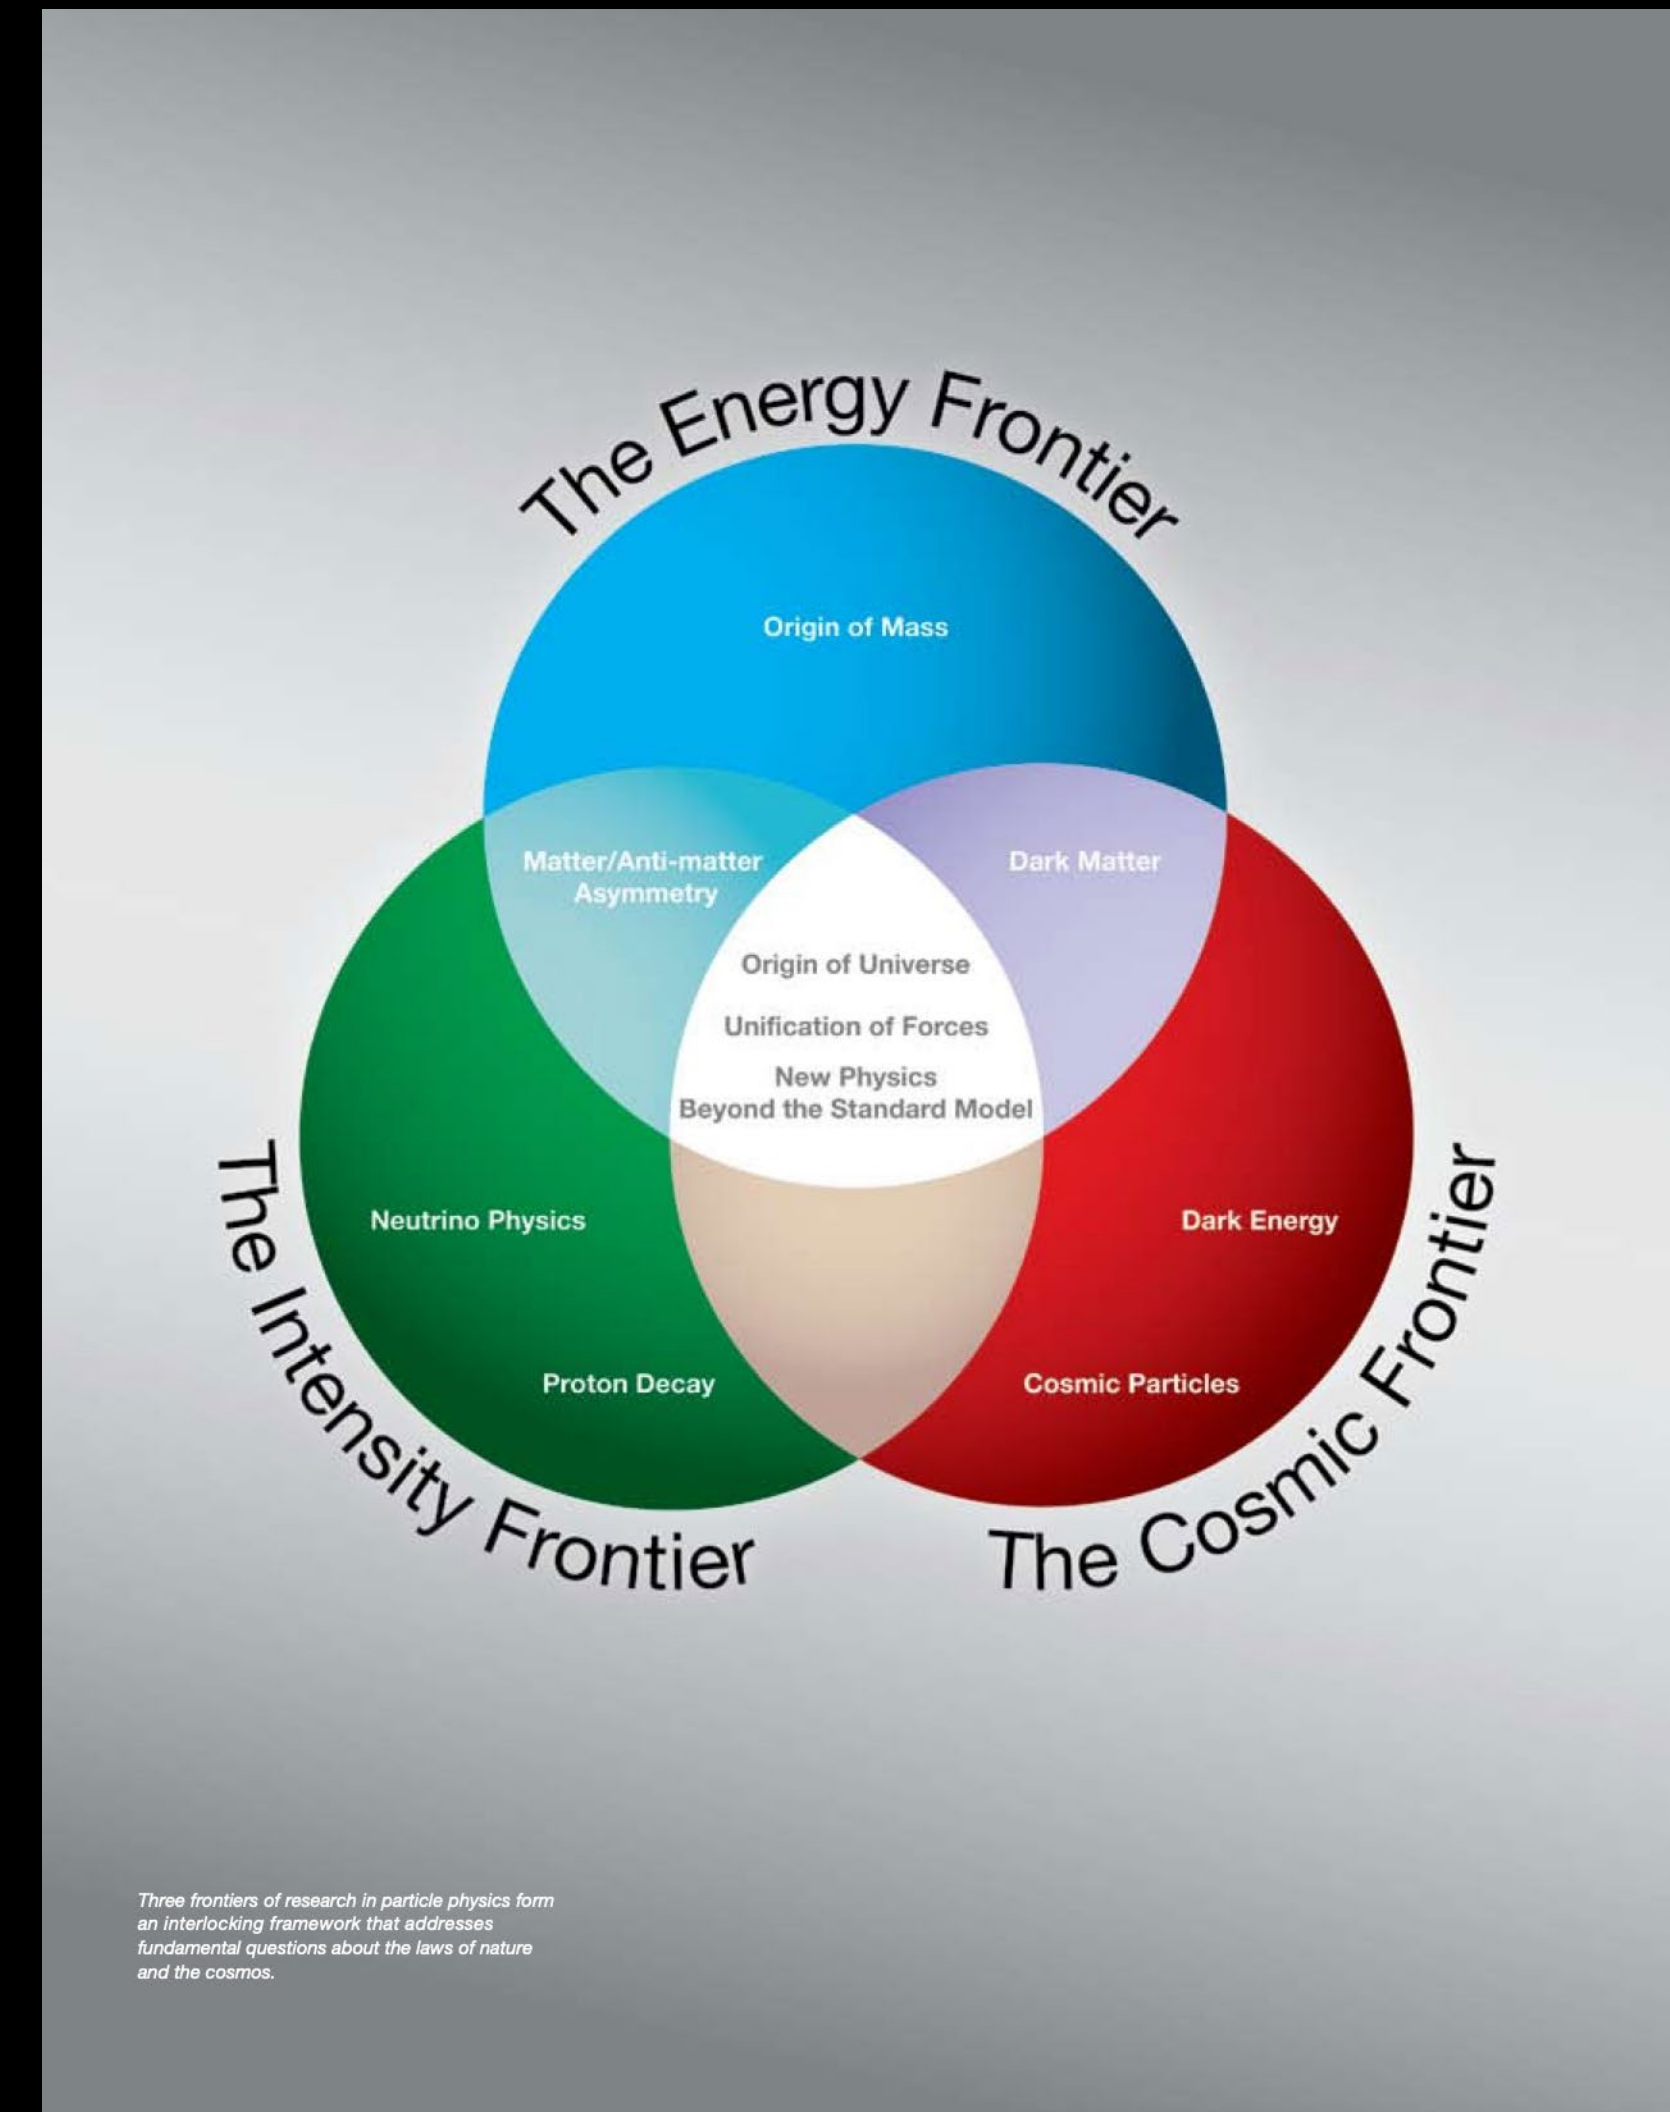 The Energy Frontier
Origin of Mass
Matter/Anti-matter
Asymmetry
Dark Matter
Origin of Universe
Unification of Forces
New Physics
Beyond the Standard Model
The Intensity Frontier
Neutrino Physics
Proton Decay
Dark Energy
Cosmic Particles
The Cosmic Frontier
Three frontiers of research in particle physics form
an interlocking framework that addresses
fundamental questions about the laws of nature
and the cosmos.